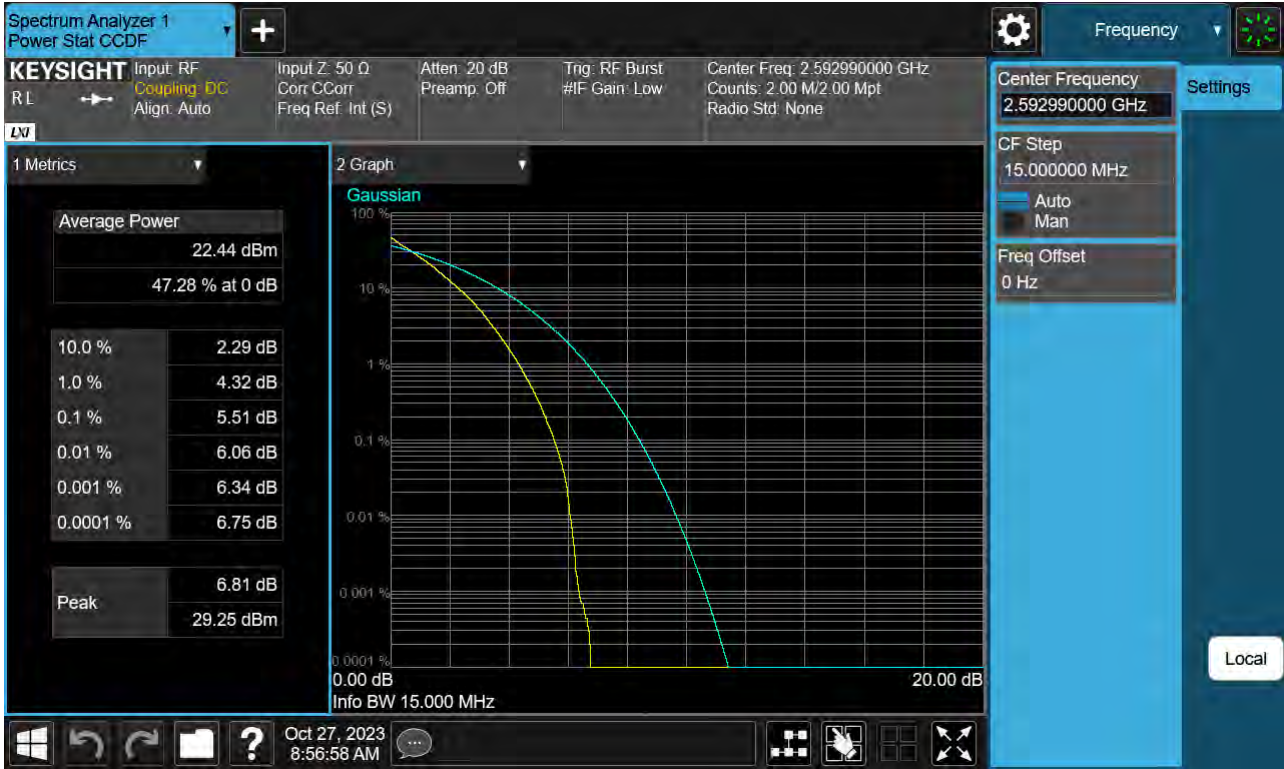 Spectrum Analyzer 1
Power Stat CCDF
Frequency
KEYSIGHT
R L
LXI
Input: RF
Coupling: DC
Align: Auto
Input Z: 50 Ω
Corr CCorr
Freq Ref: Int (S)
Atten: 20 dB
Preamp: Off
Trig: RF Burst
#IF Gain: Low
Center Freq: 2.592990000 GHz
Counts: 2.00 M/2.00 Mpt
Radio Std: None
Center Frequency
2.592990000 GHz
Settings
CF Step
15.000000 MHz
Auto
Man
Freq Offset
0 Hz
Local
1 Metrics
Average Power
22.44 dBm
47.28 % at 0 dB
10.0 % 2.29 dB
1.0 % 4.32 dB
0.1 % 5.51 dB
0.01 % 6.06 dB
0.001 % 6.34 dB
0.0001 % 6.75 dB
Peak 6.81 dB
29.25 dBm
2 Graph
Gaussian
100 %
10 %
1 %
0.1 %
0.01 %
0.001 %
0.0001 %
0.00 dB 20.00 dB
Info BW 15.000 MHz
?
Oct 27, 2023
8:56:58 AM